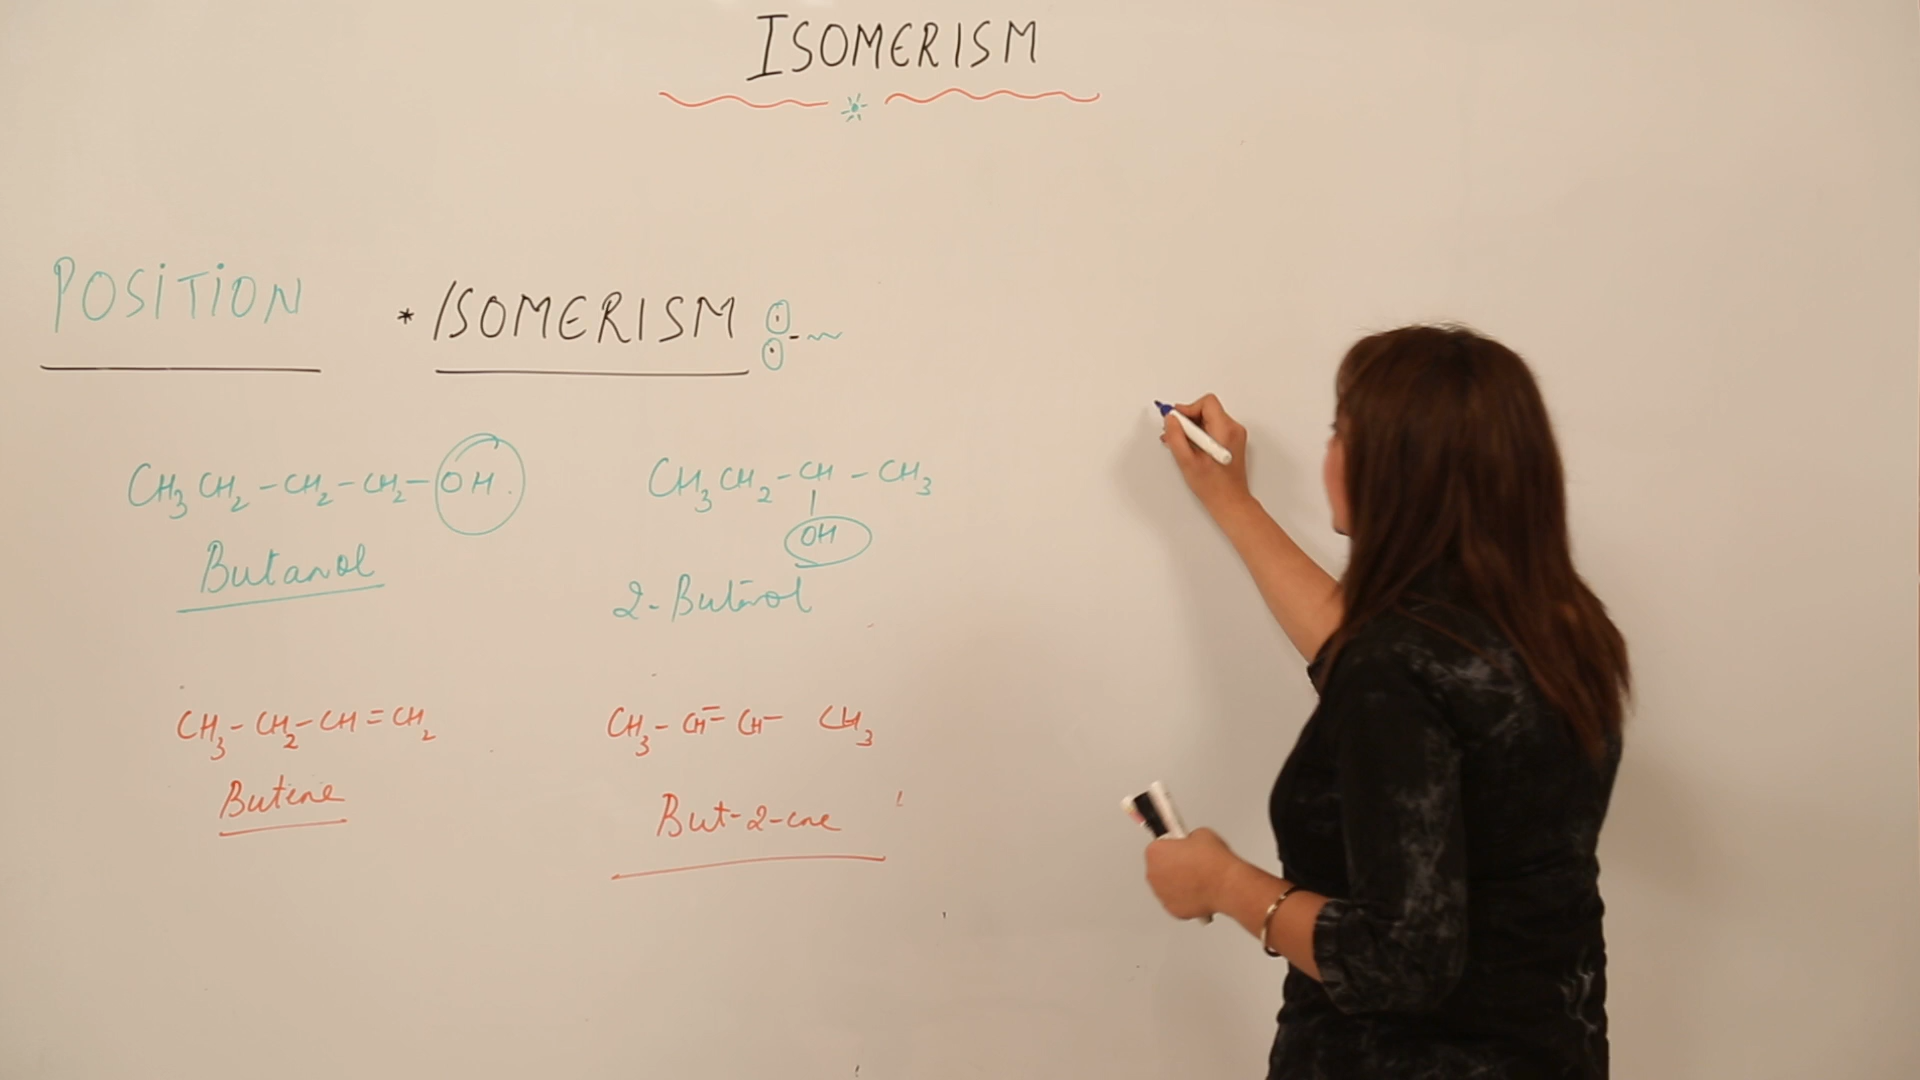 ISOMERISM
POSITION * ISOMERISM
CH₃ CH₂ – CH₂ – CH₂ – OH.
CH₃ CH₂ – CH – CH₃
|
OH
Butanol
2-Butanol
CH₃ – CH₂ – CH = CH₂
CH₃ – CH = CH – CH₃
Butene
But-2-ene